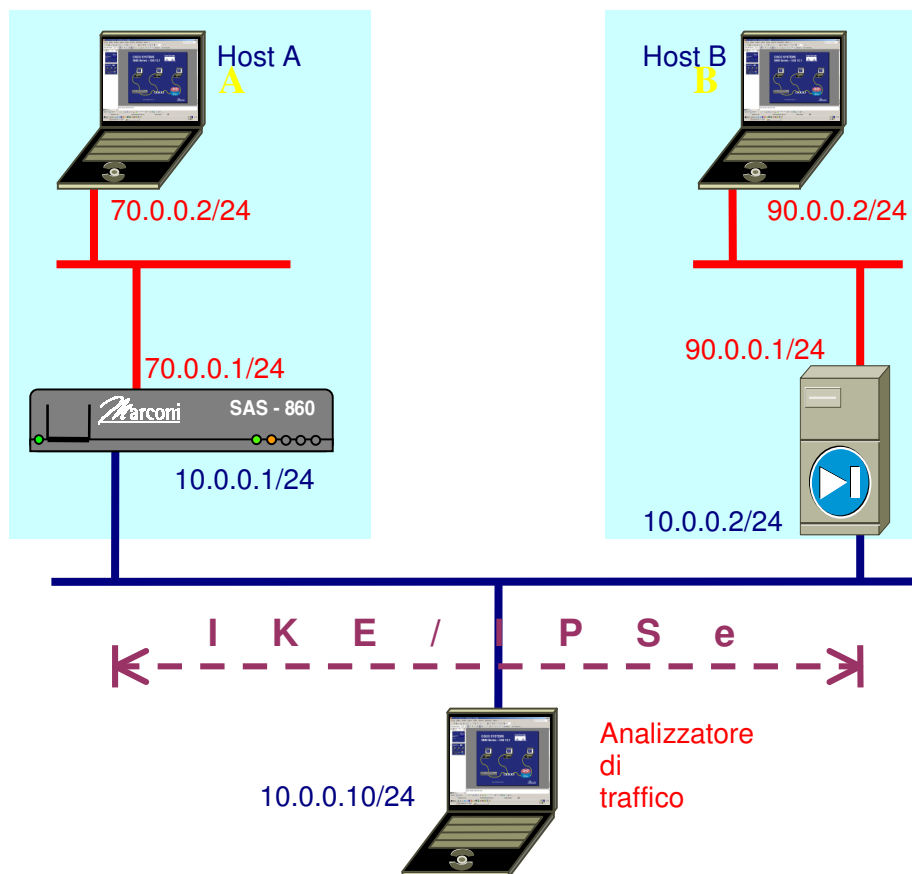 Host A
A
Host B
B
70.0.0.2/24
90.0.0.2/24
70.0.0.1/24
90.0.0.1/24
Marconi
SAS - 860
10.0.0.1/24
10.0.0.2/24
I K E / I P S e
Analizzatore
di
traffico
10.0.0.10/24